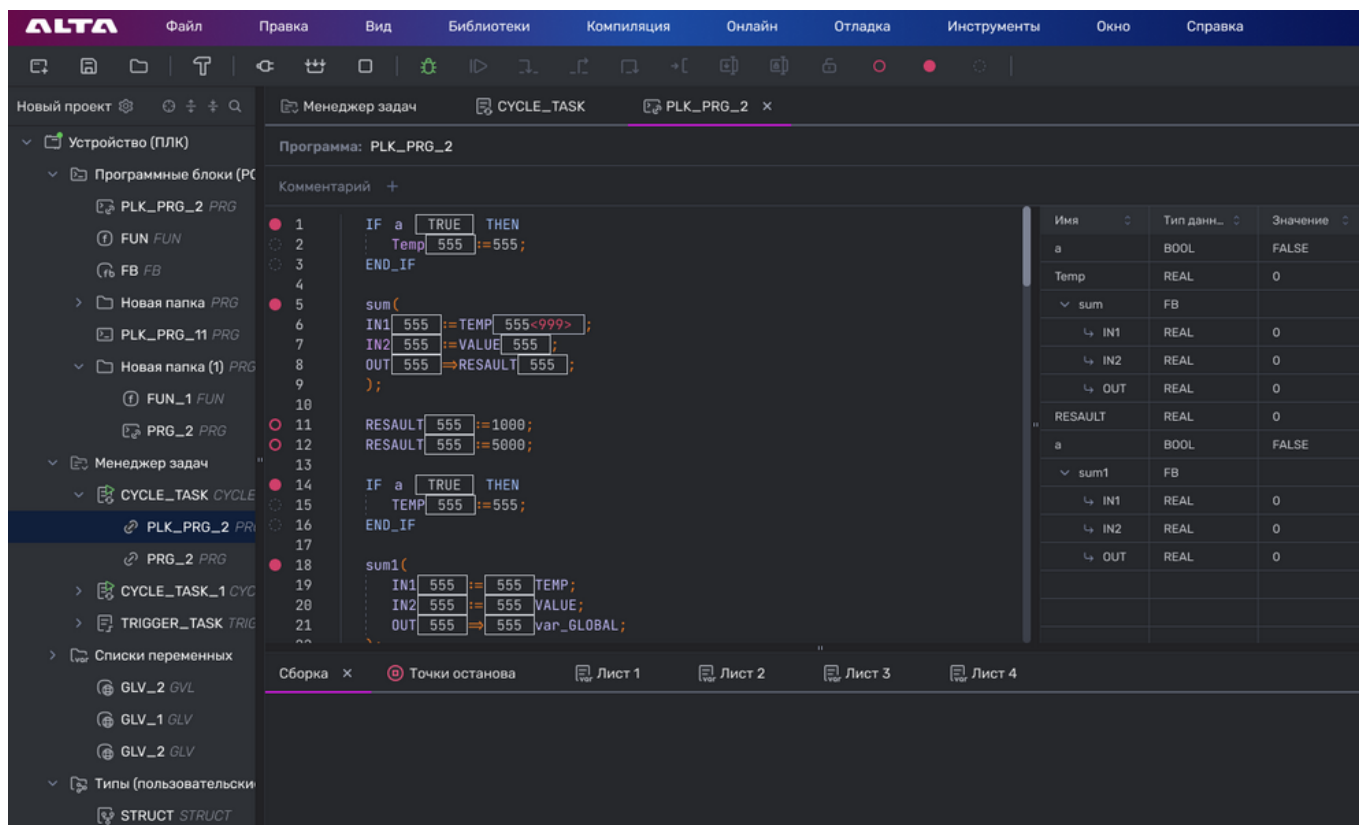 ALTA Файл Правка Вид Библиотеки Компиляция Онлайн Отладка Инструменты Окно Справка
Новый проект
Менеджер задач CYCLE_TASK PLK_PRG_2 ×
Устройство (ПЛК)
Программные блоки (PC
PLK_PRG_2 PRG
FUN FUN
FB FB
Новая папка PRG
PLK_PRG_11 PRG
Новая папка (1) PRG
FUN_1 FUN
PRG_2 PRG
Менеджер задач
CYCLE_TASK CYCLE
PLK_PRG_2 PRG
PRG_2 PRG
CYCLE_TASK_1 CYC
TRIGGER_TASK TRIG
Списки переменных
GLV_2 GVL
GLV_1 GLV
GLV_2 GLV
Типы (пользовательски
STRUCT STRUCT
Программа: PLK_PRG_2
Комментарий +
1 IF a TRUE THEN
2 Temp 555 :=555;
3 END_IF
4
5 sum(
6 IN1 555 :=TEMP 555<999> ;
7 IN2 555 :=VALUE 555 ;
8 OUT 555 ⇒RESAULT 555 ;
9 );
10
11 RESAULT 555 :=1000;
12 RESAULT 555 :=5000;
13
14 IF a TRUE THEN
15 TEMP 555 :=555;
16 END_IF
17
18 sum1(
19 IN1 555 := 555 TEMP;
20 IN2 555 := 555 VALUE;
21 OUT 555 ⇒ 555 var_GLOBAL;
Имя Тип данн... Значение
a BOOL FALSE
Temp REAL 0
sum FB
IN1 REAL 0
IN2 REAL 0
OUT REAL 0
RESAULT REAL 0
a BOOL FALSE
sum1 FB
IN1 REAL 0
IN2 REAL 0
OUT REAL 0
Сборка × Точки останова Лист 1 Лист 2 Лист 3 Лист 4